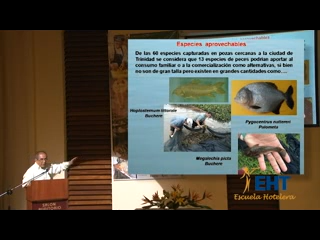 Especies aprovechables
De las 60 especies capturadas en pozas cercanas a la ciudad de
Trinidad se considera que 13 especies de peces podrían aportar al
consumo familiar o a la comercialización como alternativas, si bien
no son de gran talla pero existen en grandes cantidades como….
Hoplosternum littorale
Buchere
Pygocentrus nattereri
Palometa
Megalechis picta
Buchere
EHT
Escuela Hotelera